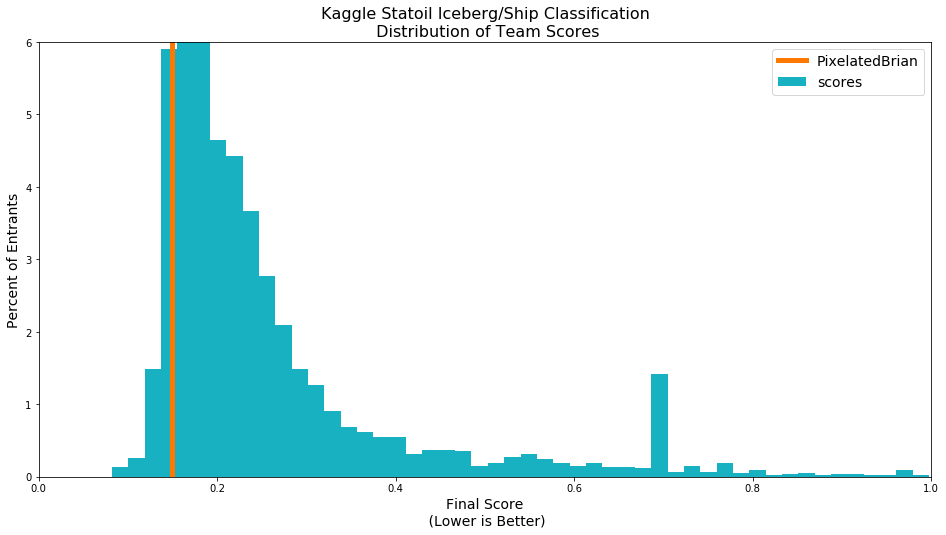 Kaggle Statoil Iceberg/Ship Classification
Distribution of Team Scores
PixelatedBrian
scores
6
5
4
3
2
1
0
Percent of Entrants
0.0 0.2 0.4 0.6 0.8 1.0
Final Score
(Lower is Better)